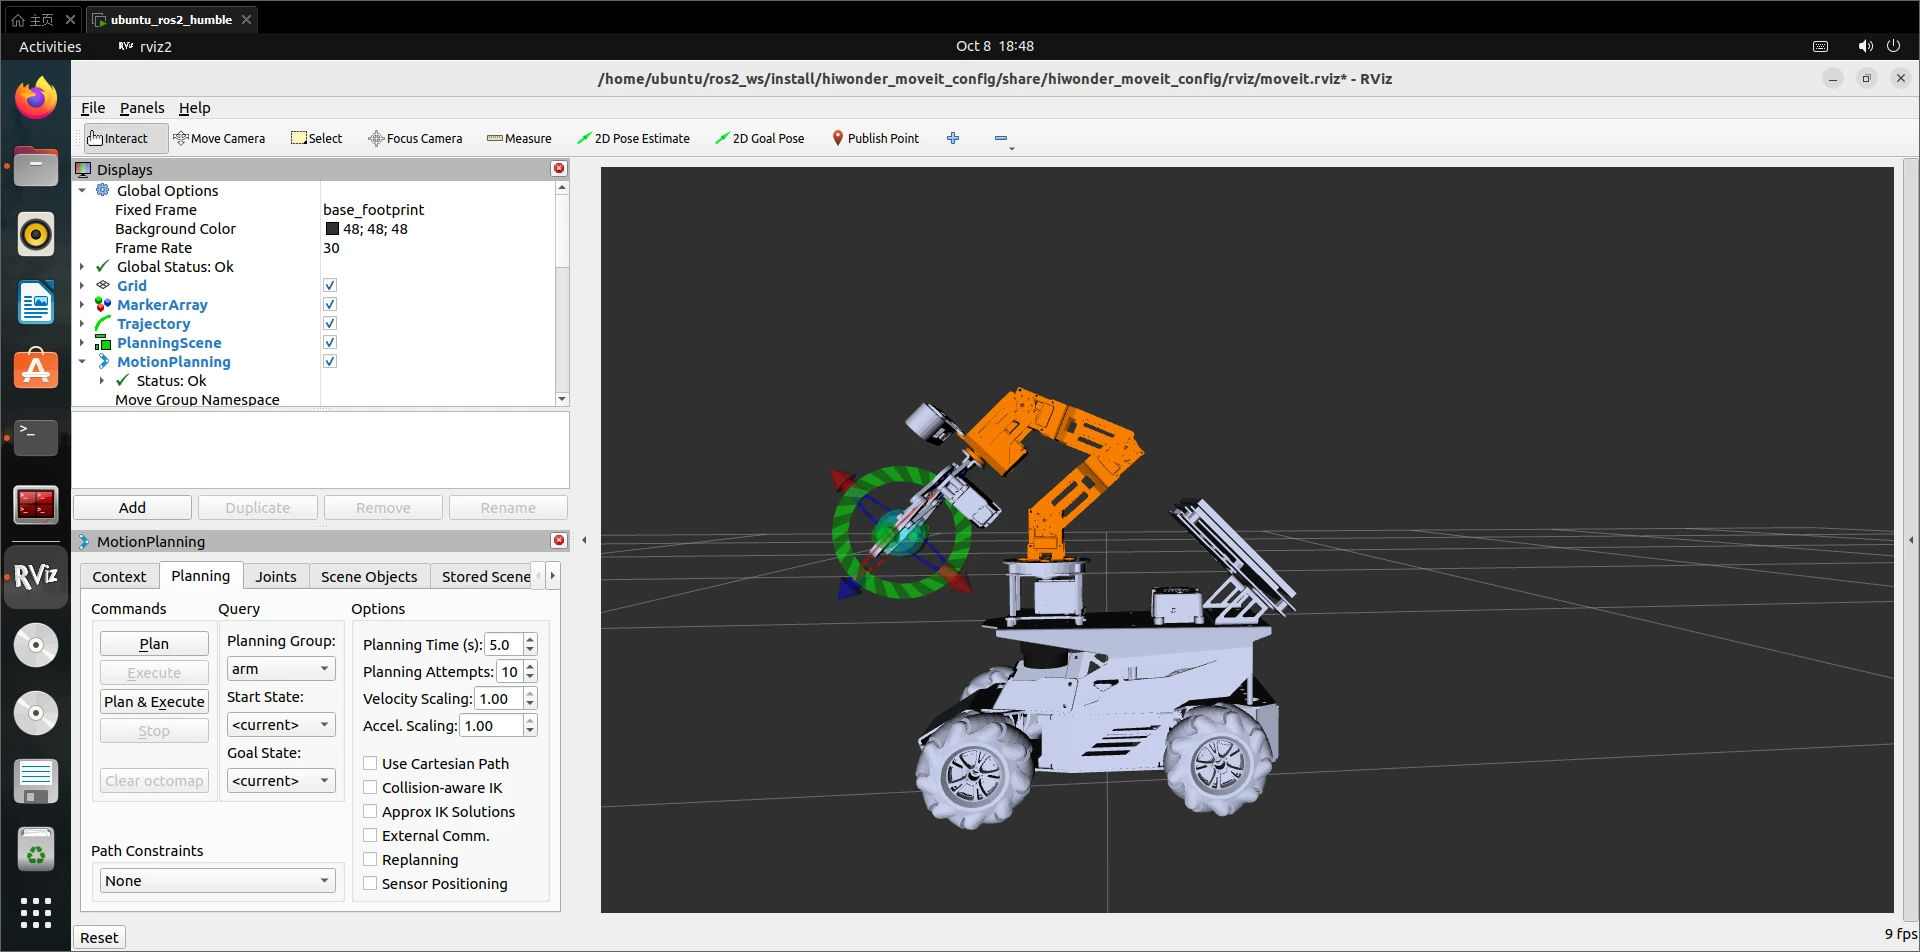 主页
ubuntu_ros2_humble
Activities
RViz rviz2
Oct 8 18:48
/home/ubuntu/ros2_ws/install/hiwonder_moveit_config/share/hiwonder_moveit_config/rviz/moveit.rviz* - RViz
File Panels Help
Interact Move Camera Select Focus Camera Measure 2D Pose Estimate 2D Goal Pose Publish Point
Displays
Global Options
Fixed Frame base_footprint
Background Color 48; 48; 48
Frame Rate 30
Global Status: Ok
Grid
MarkerArray
Trajectory
PlanningScene
MotionPlanning
Status: Ok
Move Group Namespace
Add Duplicate Remove Rename
RViz
MotionPlanning
Context Planning Joints Scene Objects Stored Scene
Commands Query Options
Plan
Execute
Plan & Execute
Stop
Clear octomap
Planning Group:
arm
Start State:
<current>
Goal State:
<current>
Planning Time (s): 5.0
Planning Attempts: 10
Velocity Scaling: 1.00
Accel. Scaling: 1.00
Use Cartesian Path
Collision-aware IK
Approx IK Solutions
External Comm.
Replanning
Sensor Positioning
Path Constraints
None
Reset
9 fps